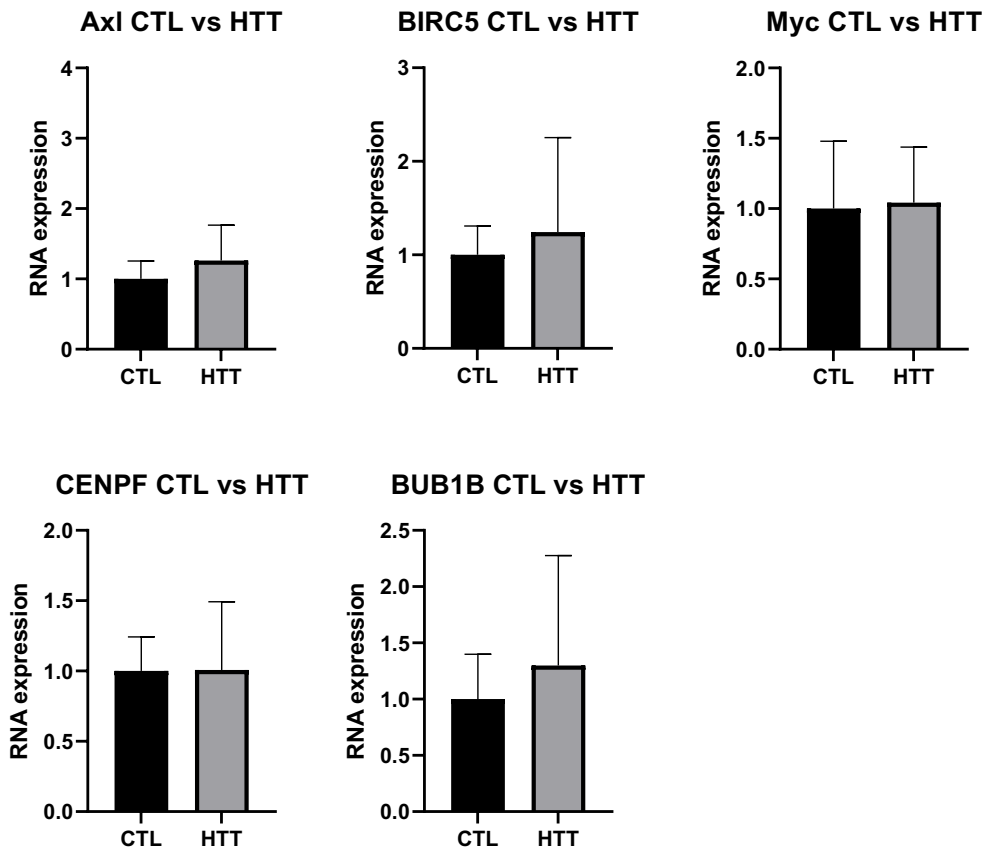 Axl CTL vs HTT
BIRC5 CTL vs HTT
Myc CTL vs HTT
RNA expression
4
3
2
1
0
CTL
HTT
RNA expression
3
2
1
0
CTL
HTT
RNA expression
2.0
1.5
1.0
0.5
0.0
CTL
HTT
CENPF CTL vs HTT
BUB1B CTL vs HTT
RNA expression
2.0
1.5
1.0
0.5
0.0
CTL
HTT
RNA expression
2.5
2.0
1.5
1.0
0.5
0.0
CTL
HTT